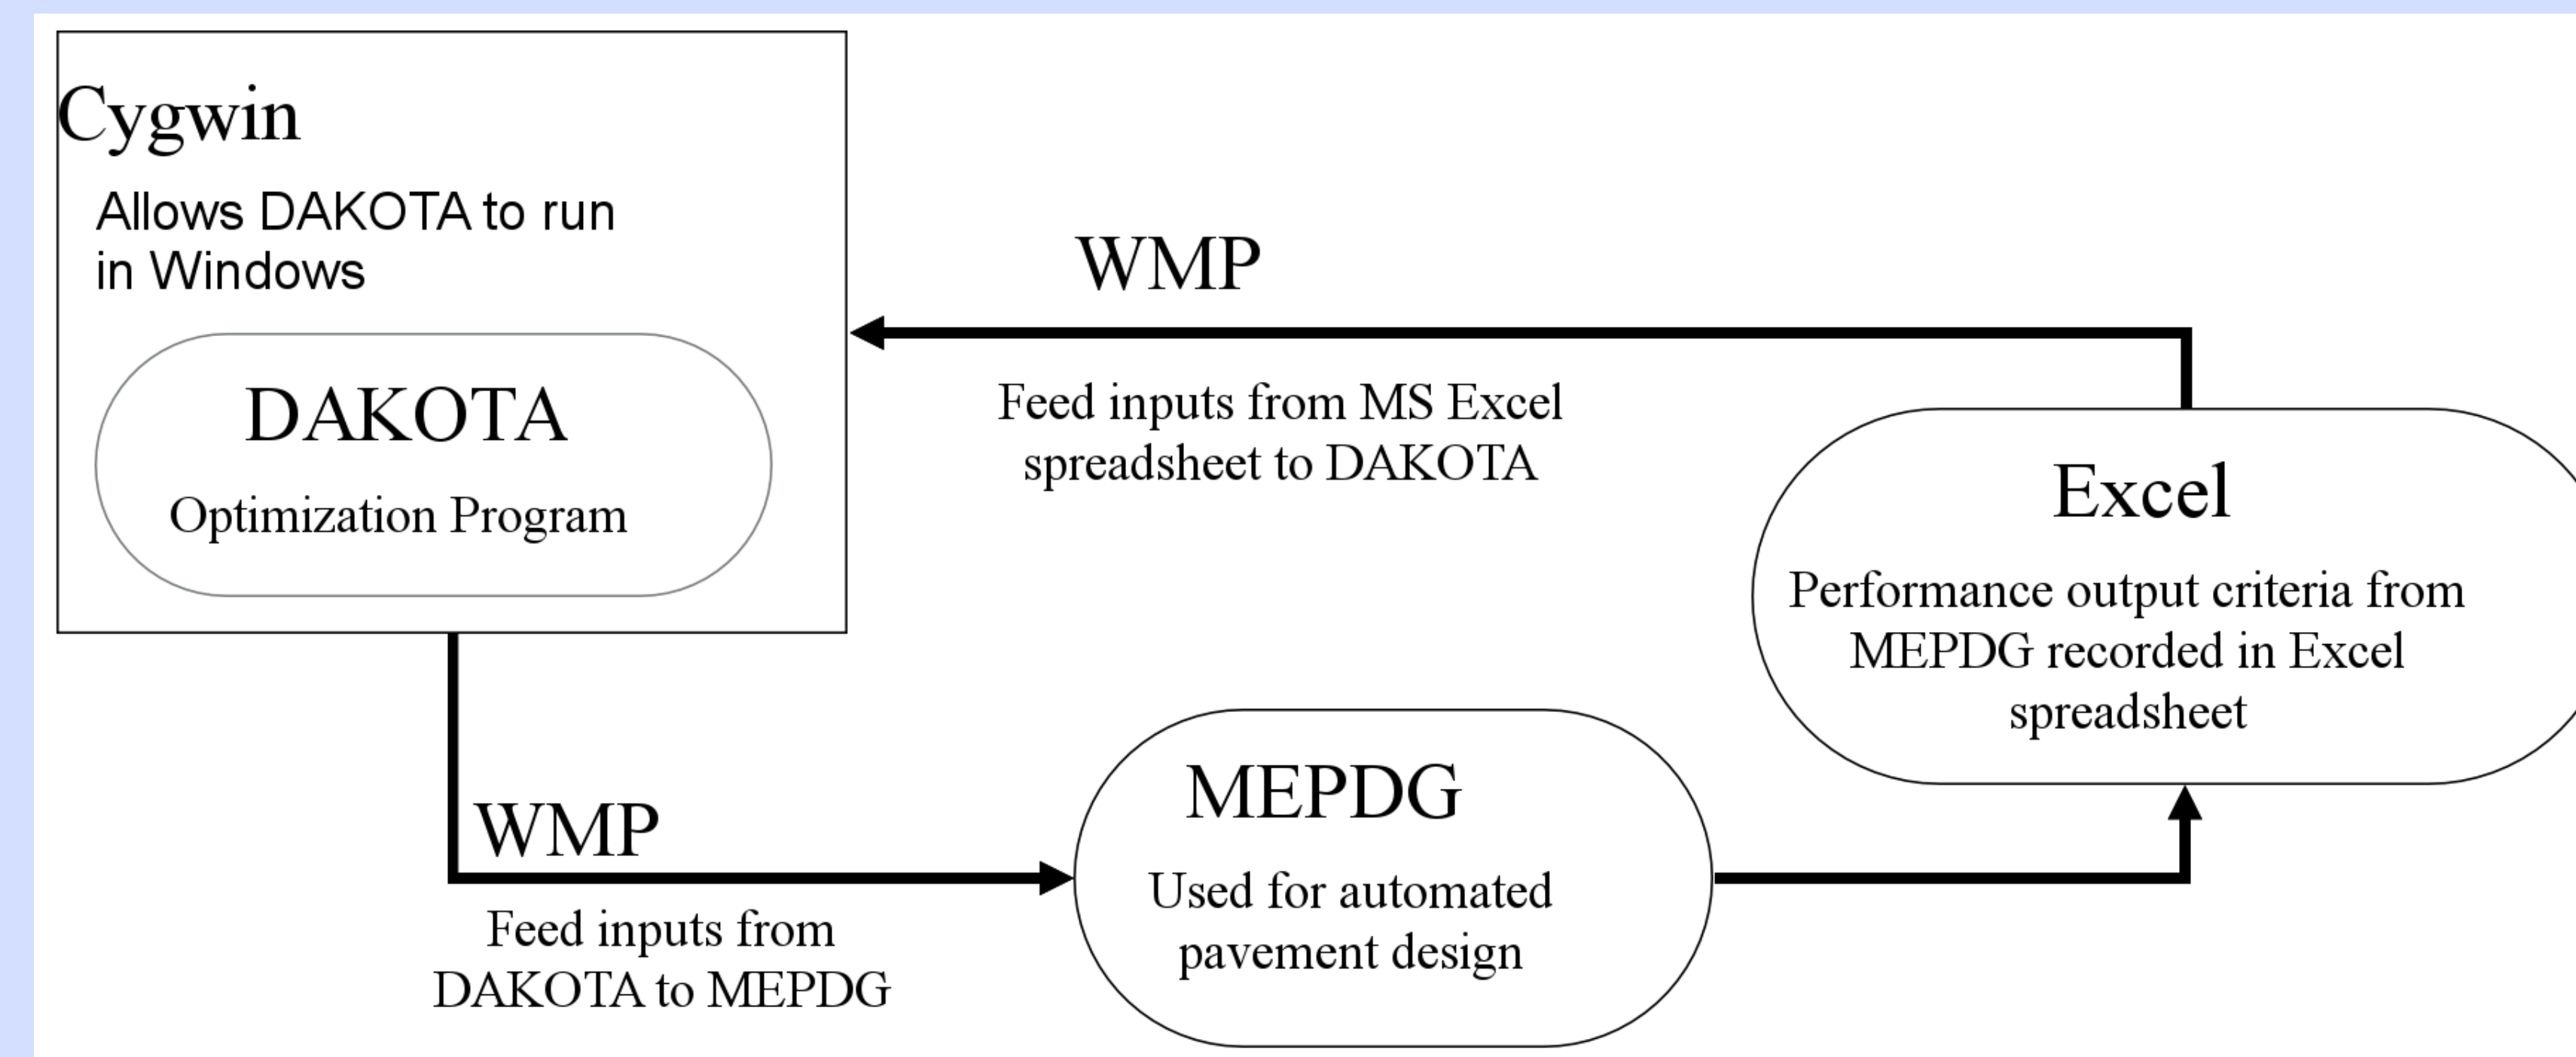 Cygwin
Allows DAKOTA to run
in Windows
DAKOTA
Optimization Program
WMP
Feed inputs from MS Excel
spreadsheet to DAKOTA
Excel
Performance output criteria from
MEPDG recorded in Excel
spreadsheet
WMP
Feed inputs from
DAKOTA to MEPDG
MEPDG
Used for automated
pavement design